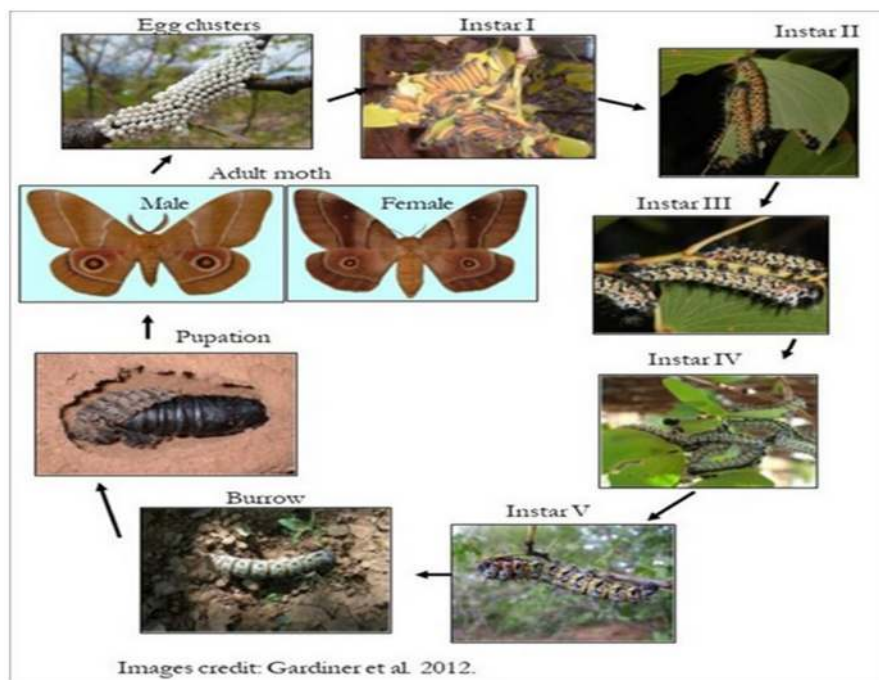 Egg clusters
Instar I
Instar II
Adult moth
Male
Female
Instar III
Pupation
Instar IV
Burrow
Instar V
Images credit: Gardiner et al. 2012.